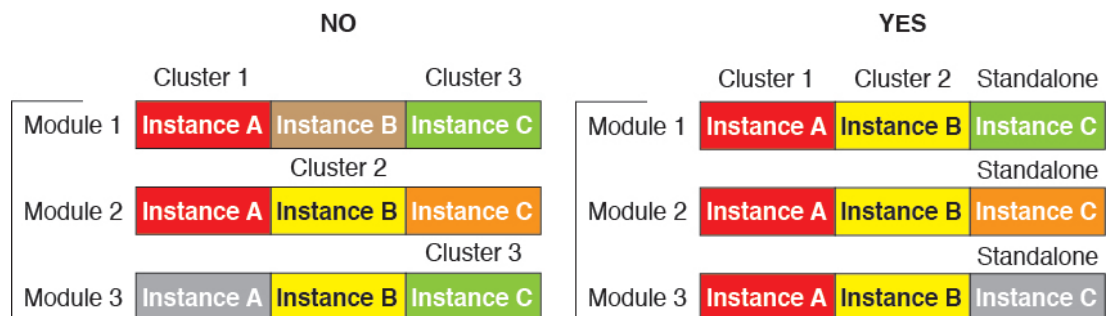 NO
Cluster 1 Cluster 3
Module 1 Instance A Instance B Instance C
Cluster 2
Module 2 Instance A Instance B Instance C
Cluster 3
Module 3 Instance A Instance B Instance C
YES
Cluster 1 Cluster 2 Standalone
Module 1 Instance A Instance B Instance C
Standalone
Module 2 Instance A Instance B Instance C
Standalone
Module 3 Instance A Instance B Instance C